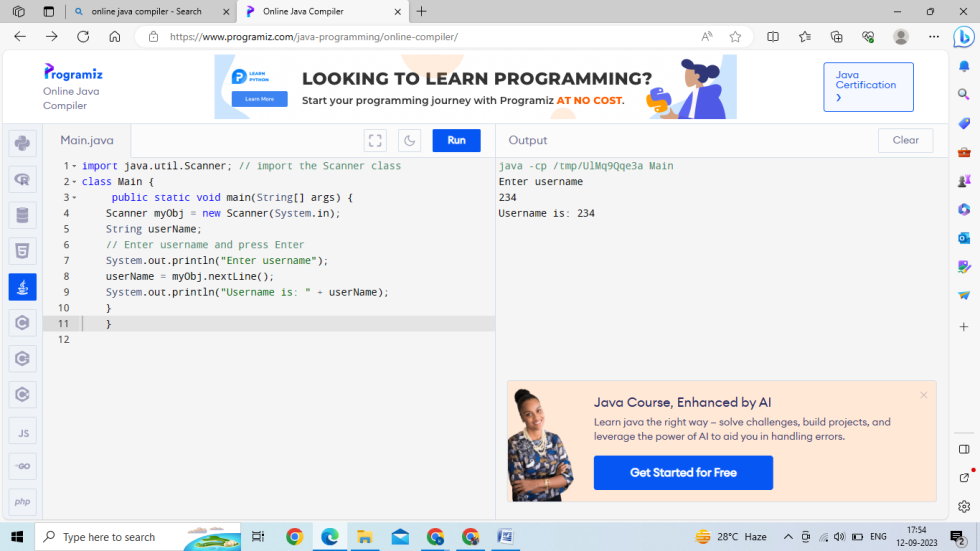 online java compiler - Search
Online Java Compiler
https://www.programiz.com/java-programming/online-compiler/
Programiz
Online Java
Compiler
LEARN
PYTHON
Learn More
LOOKING TO LEARN PROGRAMMING?
Start your programming journey with Programiz AT NO COST.
Java
Certification
Main.java
Run
Output
Clear
1 import java.util.Scanner; // import the Scanner class
2 class Main {
3 public static void main(String[] args) {
4 Scanner myObj = new Scanner(System.in);
5 String userName;
6 // Enter username and press Enter
7 System.out.println("Enter username");
8 userName = myObj.nextLine();
9 System.out.println("Username is: " + userName);
10 }
11 }
12
java -cp /tmp/UlMq9Qqe3a Main
Enter username
234
Username is: 234
JS
GO
php
Java Course, Enhanced by AI
Learn java the right way – solve challenges, build projects, and
leverage the power of AI to aid you in handling errors.
Get Started for Free
Type here to search
28°C Haze
ENG
17:54
12-09-2023
2